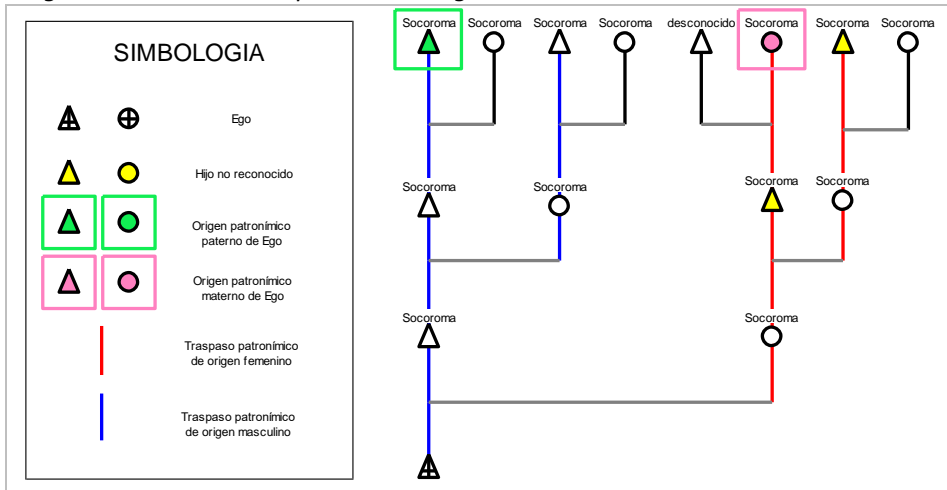 SIMBOLOGIA
Ego
Hijo no reconocido
Origen patronímico
paterno de Ego
Origen patronímico
materno de Ego
Traspaso patronímico
de origen femenino
Traspaso patronímico
de origen masculino
Socoroma Socoroma Socoroma Socoroma desconocido Socoroma Socoroma Socoroma
Socoroma Socoroma Socoroma Socoroma
Socoroma Socoroma